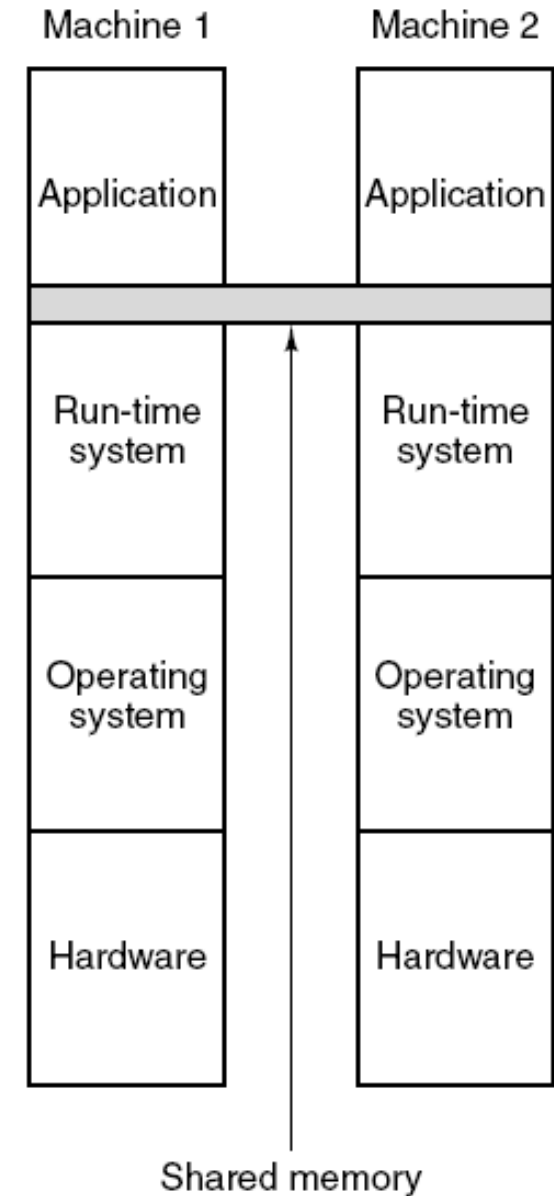 Machine 1
Machine 2
Application
Application
Run-time
system
Run-time
system
Operating
system
Operating
system
Hardware
Hardware
Shared memory